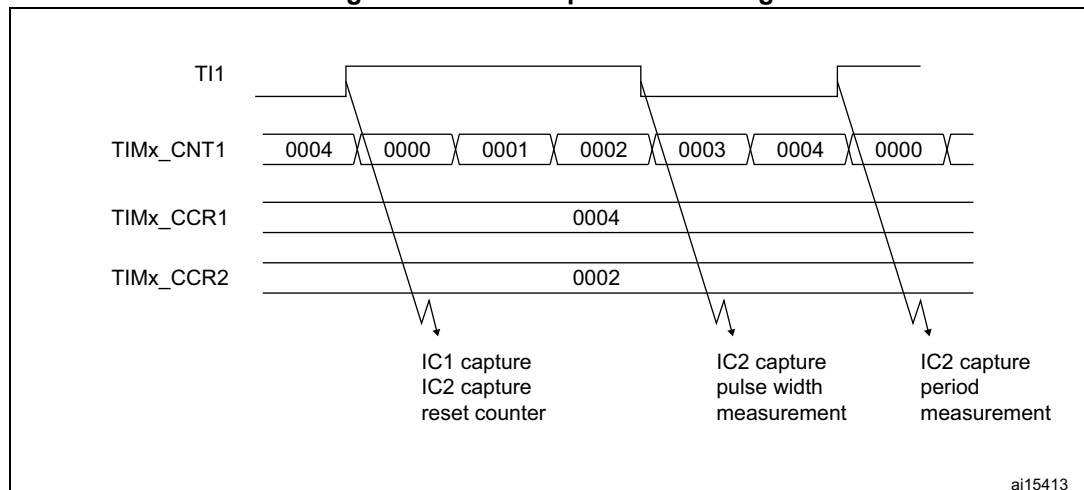 TI1
TIMx_CNT1 0004 0000 0001 0002 0003 0004 0000
TIMx_CCR1 0004
TIMx_CCR2 0002
IC1 capture
IC2 capture
reset counter
IC2 capture
pulse width
measurement
IC2 capture
period
measurement
ai15413